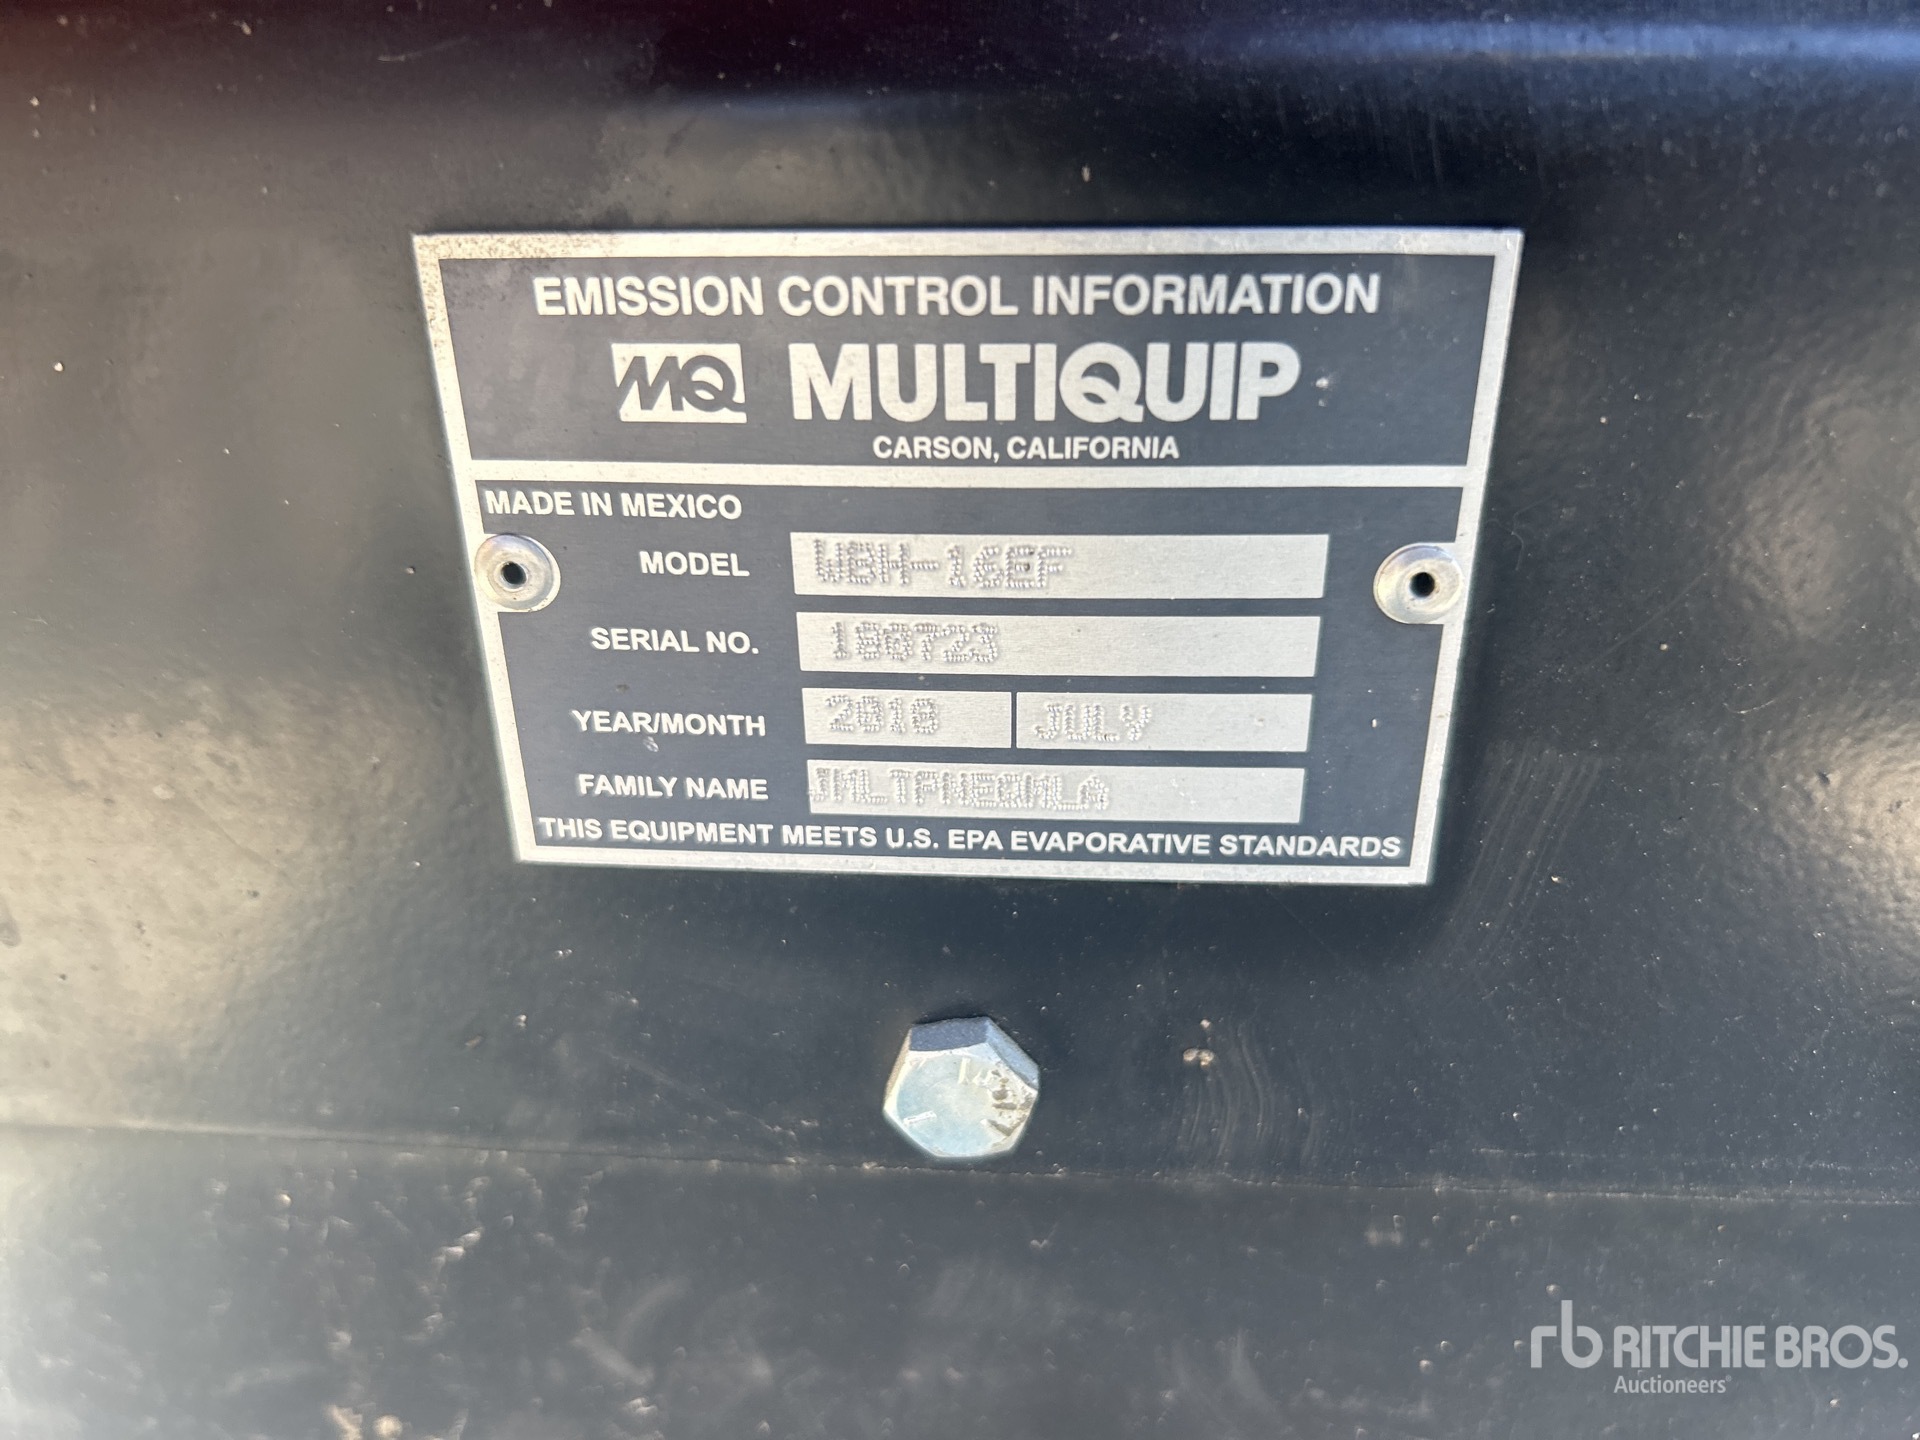 EMISSION CONTROL INFORMATION
MQ MULTIQUIP
CARSON, CALIFORNIA
MADE IN MEXICO
MODEL WBH-16EF
SERIAL NO. 180723
YEAR/MONTH 2018 JULY
FAMILY NAME JMLTPNEQMLA
THIS EQUIPMENT MEETS U.S. EPA EVAPORATIVE STANDARDS
rb RITCHIE BROS.
Auctioneers